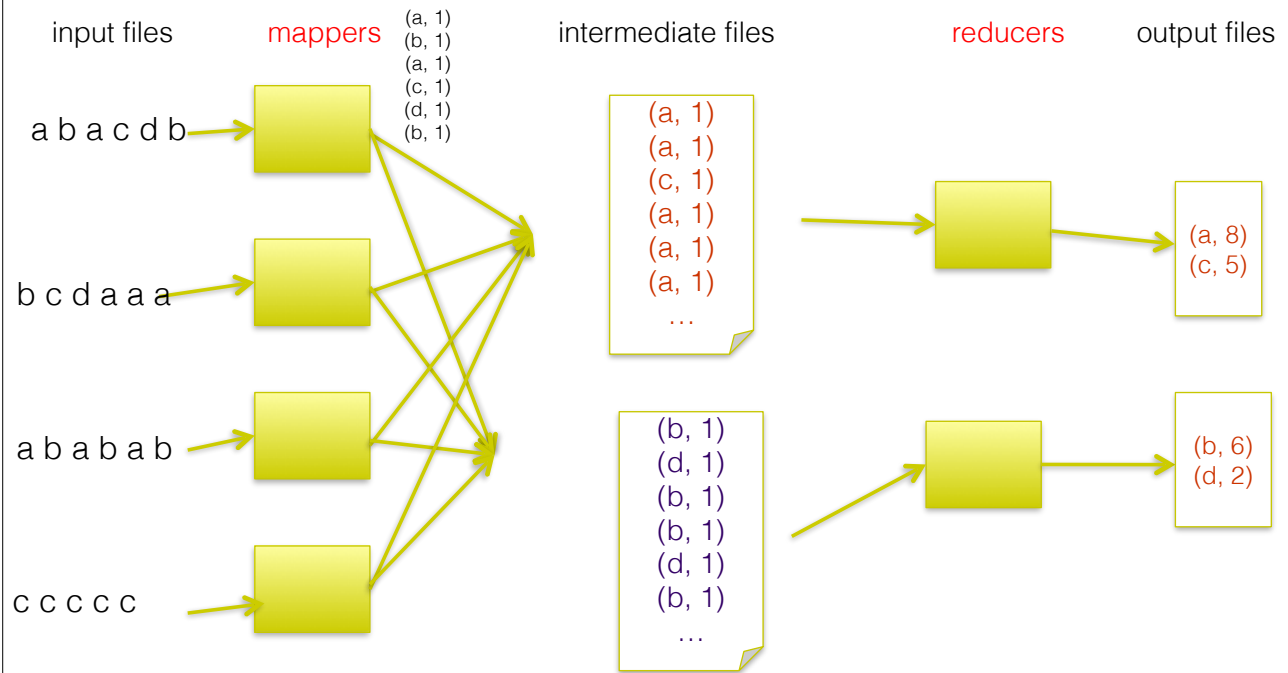 input files
mappers
(a, 1)
(b, 1)
(a, 1)
(c, 1)
(d, 1)
(b, 1)
intermediate files
reducers
output files
a b a c d b
b c d a a a
a b a b a b
c c c c c
(a, 1)
(a, 1)
(c, 1)
(a, 1)
(a, 1)
(a, 1)
...
(b, 1)
(d, 1)
(b, 1)
(b, 1)
(d, 1)
(b, 1)
...
(a, 8)
(c, 5)
(b, 6)
(d, 2)